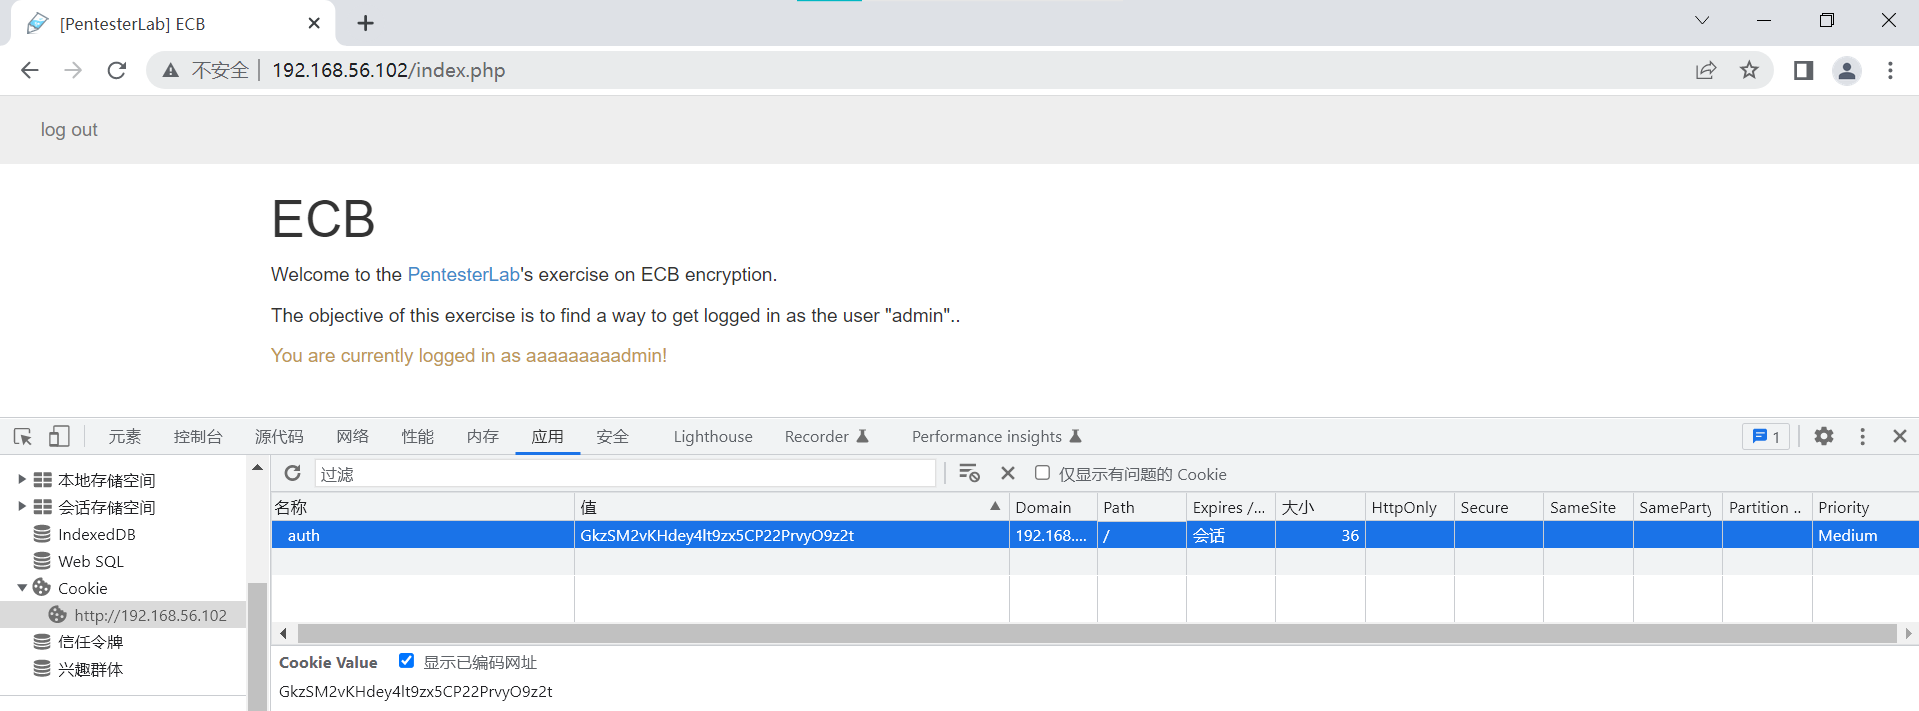 [PentesterLab] ECB
不安全 192.168.56.102/index.php
log out
ECB
Welcome to the PentesterLab's exercise on ECB encryption.
The objective of this exercise is to find a way to get logged in as the user "admin"..
You are currently logged in as aaaaaaaaadmin!
元素 控制台 源代码 网络 性能 内存 应用 安全 Lighthouse Recorder Performance insights 1
过滤 仅显示有问题的 Cookie
本地存储空间
会话存储空间
IndexedDB
Web SQL
Cookie
http://192.168.56.102
信任令牌
兴趣群体
名称 值 Domain Path Expires /... 大小 HttpOnly Secure SameSite SameParty Partition .. Priority
auth GkzSM2vKHdey4lt9zx5CP22PrvyO9z2t 192.168.... / 会话 36 Medium
Cookie Value 显示已编码网址
GkzSM2vKHdey4lt9zx5CP22PrvyO9z2t